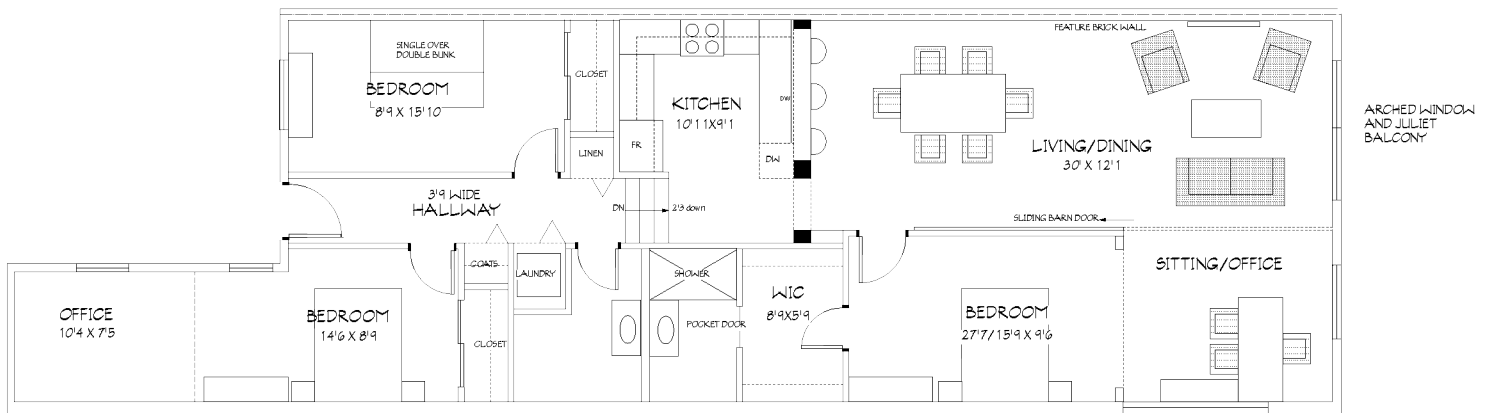 FEATURE BRICK WALL
SINGLE OVER
DOUBLE BUNK
BEDROOM
8'9 X 15'10
CLOSET
KITCHEN
10'1 1X9'1
DW
ARCHED WINDOW
AND JULIET
BALCONY
LINEN
FR.
DW
LIVING/DINING
30' X 12'1
3'9 WIDE
HALLWAY
DN
2'3 down
SLIDING BARN DOOR
COATS
LAUNDRY
SHOWER
SITTING/OFFICE
OFFICE
10'4 X 7'5
BEDROOM
14'6 X 8'9
CLOSET
POCKET DOOR
WIC
8'9X5'9
BEDROOM
27'7/15'9 X 9'6